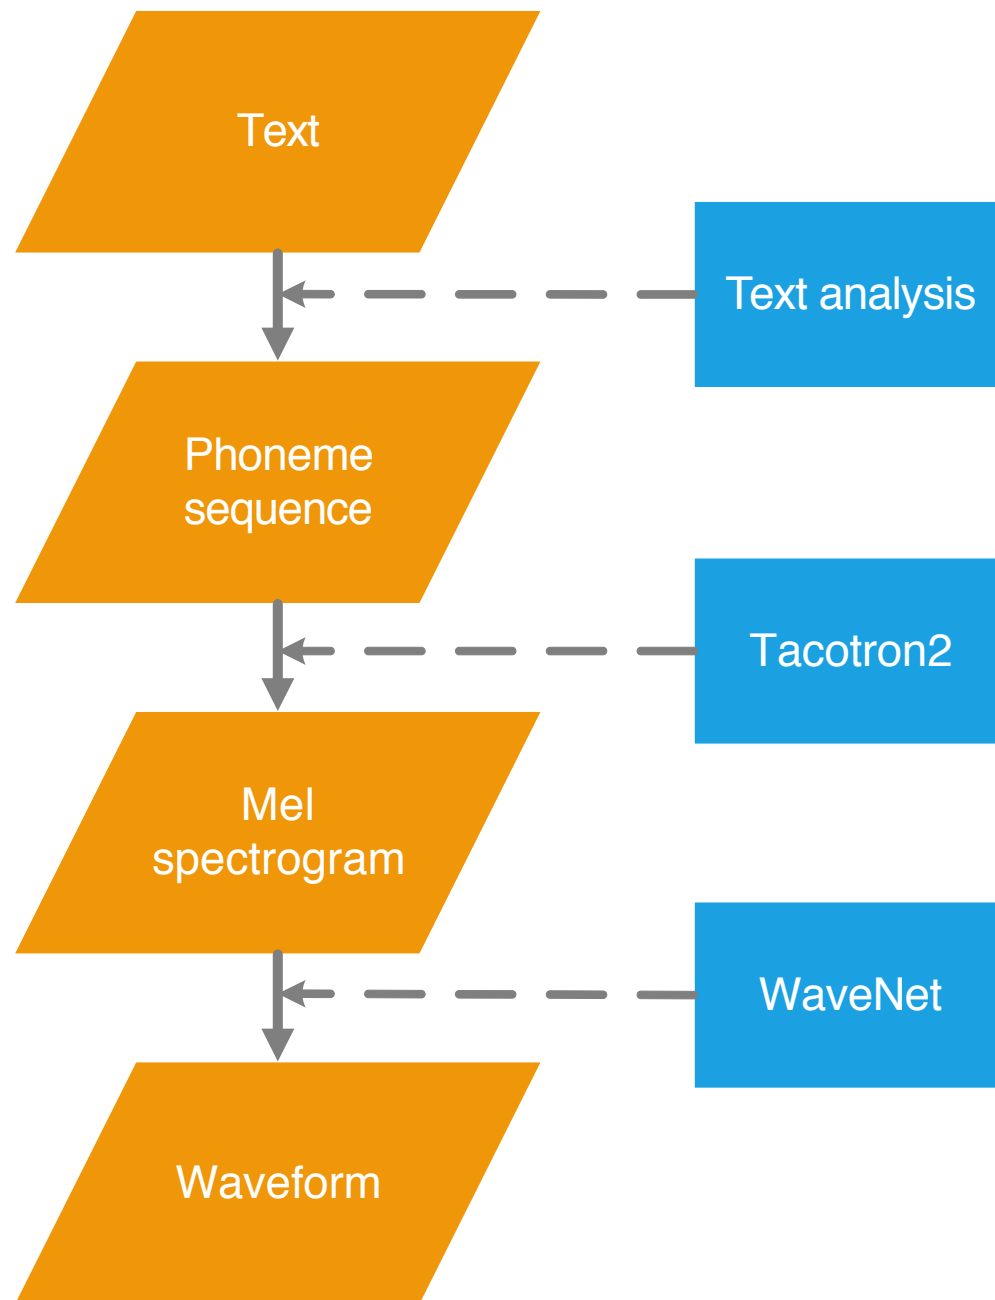 Text
Text analysis
Phoneme
sequence
Tacotron2
Mel
spectrogram
WaveNet
Waveform